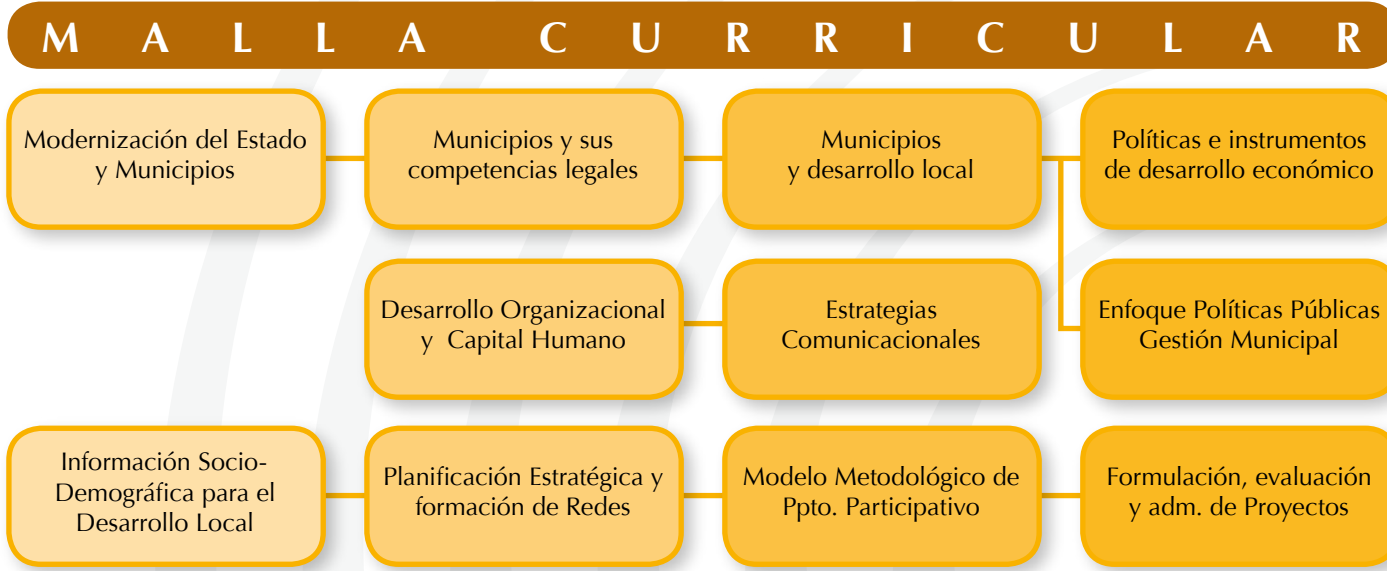 MALLA CURRICULAR
Modernización del Estado
y Municipios
Municipios y sus
competencias legales
Municipios
y desarrollo local
Políticas e instrumentos
de desarrollo económico
Desarrollo Organizacional
y Capital Humano
Estrategias
Comunicacionales
Enfoque Políticas Públicas
Gestión Municipal
Información Socio-
Demográfica para el
Desarrollo Local
Planificación Estratégica y
formación de Redes
Modelo Metodológico de
Ppto. Participativo
Formulación, evaluación
y adm. de Proyectos